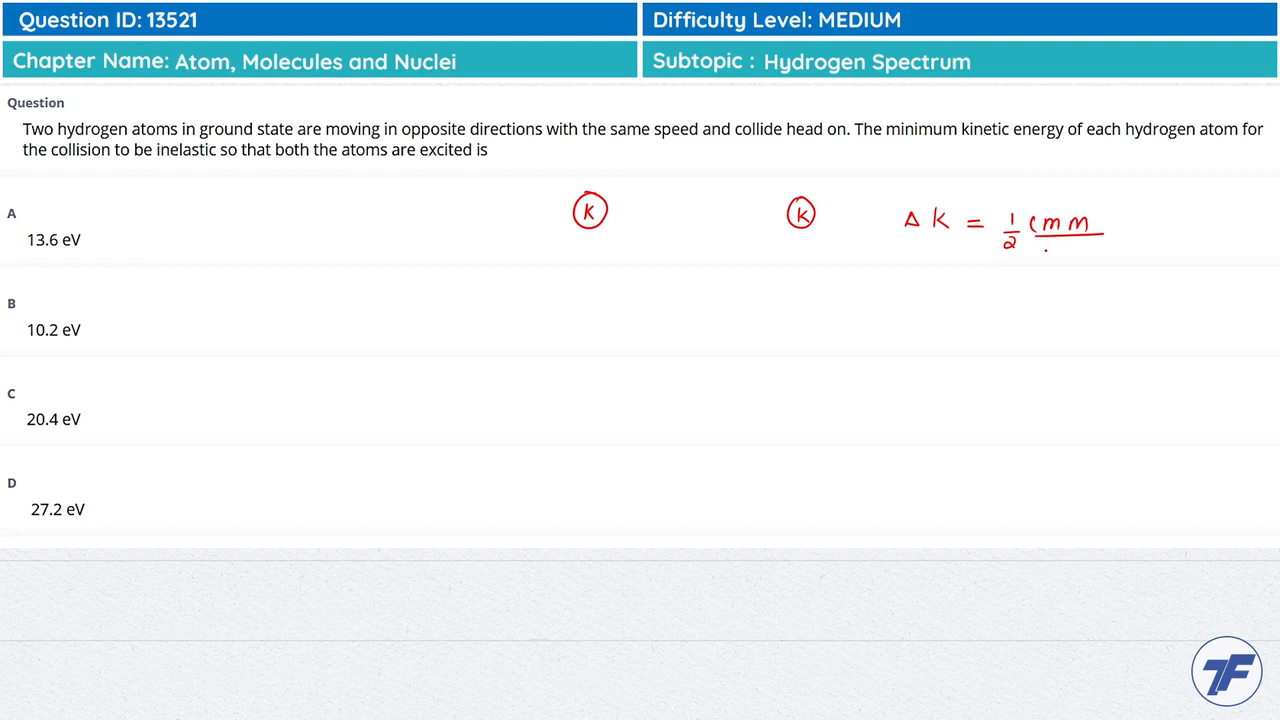 Question ID: 13521
Difficulty Level: MEDIUM
Chapter Name: Atom, Molecules and Nuclei
Subtopic : Hydrogen Spectrum
Question
Two hydrogen atoms in ground state are moving in opposite directions with the same speed and collide head on. The minimum kinetic energy of each hydrogen atom for
the collision to be inelastic so that both the atoms are excited is
K K Δ K = 1/2 (m m
A
13.6 eV
B
10.2 eV
C
20.4 eV
D
27.2 eV
TF